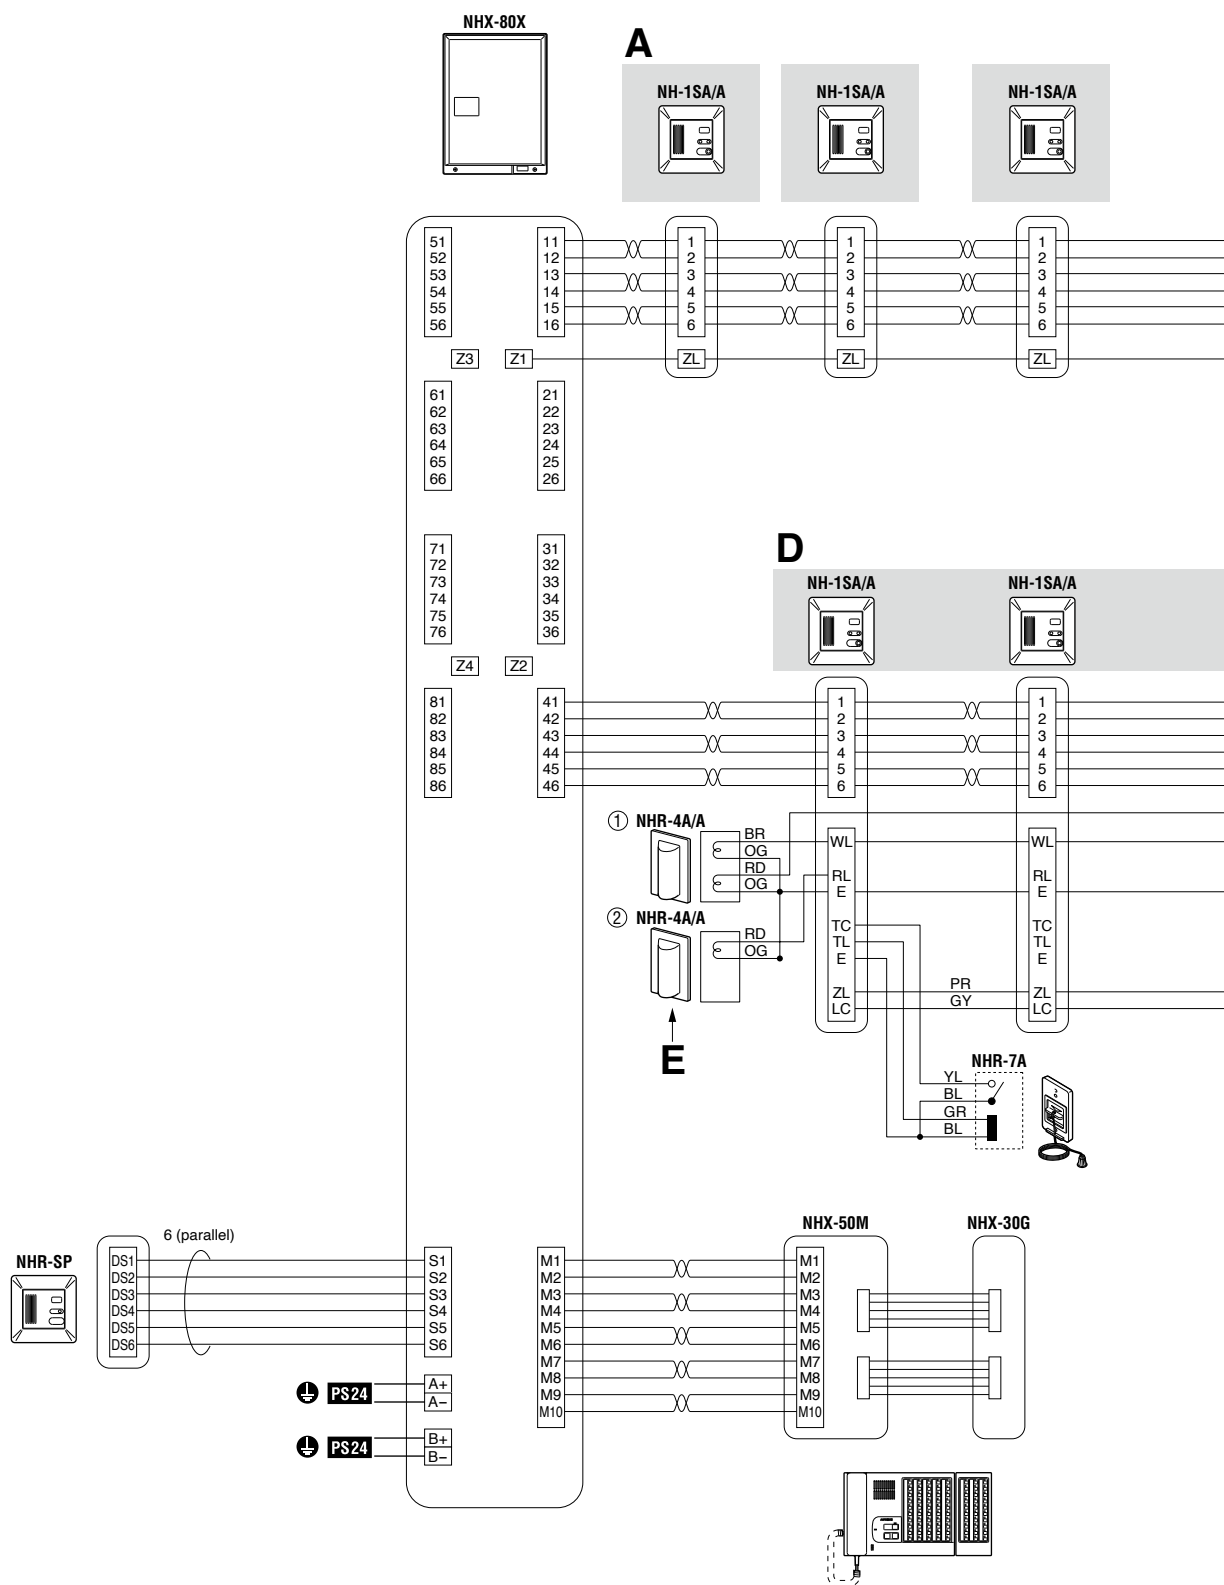 NHX-80X
A
NH-1SA/A NH-1SA/A NH-1SA/A
51 11 1 1 1
52 12 2 2 2
53 13 3 3 3
54 14 4 4 4
55 15 5 5 5
56 16 6 6 6
Z3 Z1 ZL ZL ZL
61 21
62 22
63 23
64 24
65 25
66 26
71 31
72 32
73 33
74 34
75 35
76 36
Z4 Z2
D
NH-1SA/A NH-1SA/A
81 41 1 1
82 42 2 2
83 43 3 3
84 44 4 4
85 45 5 5
86 46 6 6
① NHR-4A/A
BR WL WL
OG
RD RL RL
OG E E
② NHR-4A/A
TC TC
RD TL TL
OG E E
ZL PR ZL
LC GY LC
E
NHR-7A
YL
BL
GR
BL
NHX-50M NHX-30G
6 (parallel)
NHR-SP
DS1 S1 M1 M1
DS2 S2 M2 M2
DS3 S3 M3 M3
DS4 S4 M4 M4
DS5 S5 M5 M5
DS6 S6 M6 M6
M7 M7
PS24 A+ M8 M8
A− M9 M9
M10 M10
PS24 B+
B−